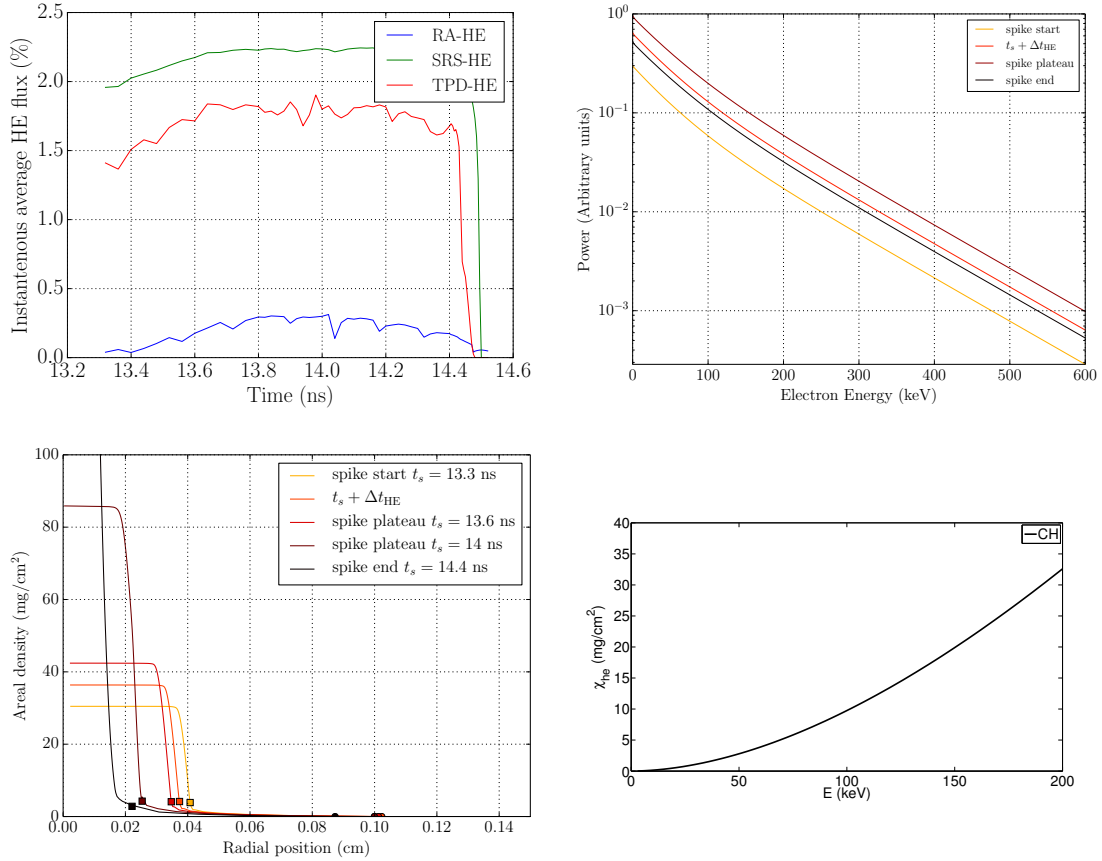 Instantenous average HE flux (%)
2.5
2.0
1.5
1.0
0.5
0.0
13.2 13.4 13.6 13.8 14.0 14.2 14.4 14.6
Time (ns)
RA-HE
SRS-HE
TPD-HE
Power (Arbitrary units)
10^0
10^-1
10^-2
10^-3
0 100 200 300 400 500 600
Electron Energy (keV)
spike start
t_s + Δt_HE
spike plateau
spike end
Areal density (mg/cm^2)
100
80
60
40
20
0
0.00 0.02 0.04 0.06 0.08 0.10 0.12 0.14
Radial position (cm)
spike start t_s = 13.3 ns
t_s + Δt_HE
spike plateau t_s = 13.6 ns
spike plateau t_s = 14 ns
spike end t_s = 14.4 ns
χ_he (mg/cm^2)
40
35
30
25
20
15
10
5
0
0 50 100 150 200
E (keV)
CH